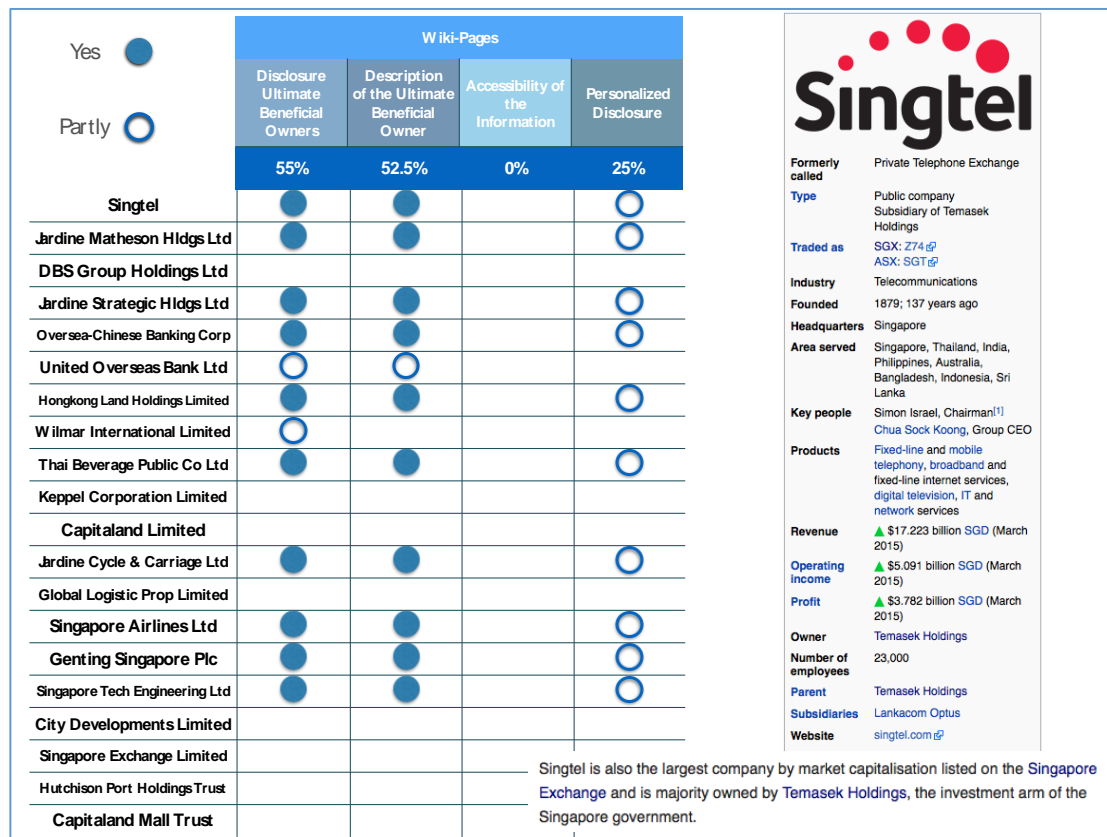 Yes
Partly
Wiki-Pages
Disclosure
Ultimate
Beneficial
Owners
Description
of the Ultimate
Beneficial
Owner
Accessibility of
the
Information
Personalized
Disclosure
55%
52.5%
0%
25%
Singtel
Jardine Matheson Hldgs Ltd
DBS Group Holdings Ltd
Jardine Strategic Hldgs Ltd
Oversea-Chinese Banking Corp
United Overseas Bank Ltd
Hongkong Land Holdings Limited
Wilmar International Limited
Thai Beverage Public Co Ltd
Keppel Corporation Limited
Capitaland Limited
Jardine Cycle & Carriage Ltd
Global Logistic Prop Limited
Singapore Airlines Ltd
Genting Singapore Plc
Singapore Tech Engineering Ltd
City Developments Limited
Singapore Exchange Limited
Hutchison Port Holdings Trust
Capitaland Mall Trust
Singtel
Formerly called Private Telephone Exchange
Type Public company
Subsidiary of Temasek
Holdings
Traded as SGX: Z74
ASX: SGT
Industry Telecommunications
Founded 1879; 137 years ago
Headquarters Singapore
Area served Singapore, Thailand, India,
Philippines, Australia,
Bangladesh, Indonesia, Sri
Lanka
Key people Simon Israel, Chairman[1]
Chua Sock Koong, Group CEO
Products Fixed-line and mobile
telephony, broadband and
fixed-line internet services,
digital television, IT and
network services
Revenue ▲ $17.223 billion SGD (March
2015)
Operating income ▲ $5.091 billion SGD (March
2015)
Profit ▲ $3.782 billion SGD (March
2015)
Owner Temasek Holdings
Number of employees 23,000
Parent Temasek Holdings
Subsidiaries Lankacom Optus
Website singtel.com
Singtel is also the largest company by market capitalisation listed on the Singapore
Exchange and is majority owned by Temasek Holdings, the investment arm of the
Singapore government.